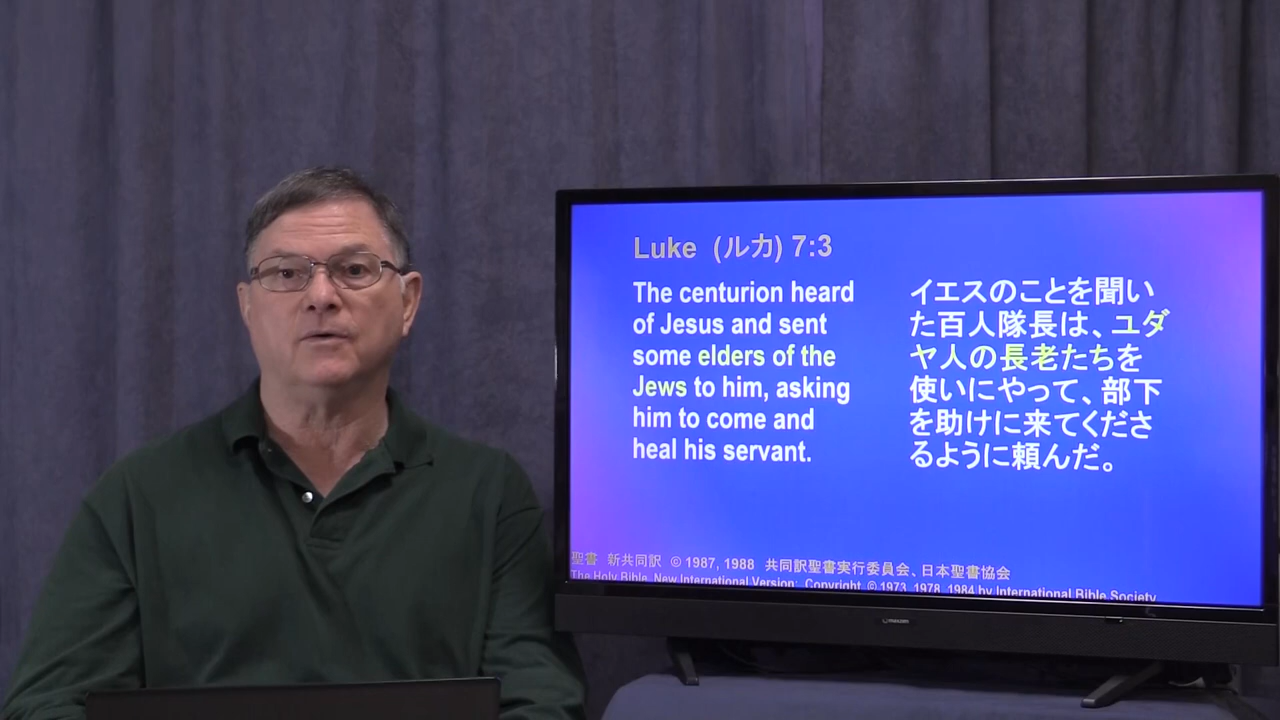 Luke (ルカ) 7:3
The centurion heard
of Jesus and sent
some elders of the
Jews to him, asking
him to come and
heal his servant.
イエスのことを聞い
た百人隊長は、ユダ
ヤ人の長老たちを
使いにやって、部下
を助けに来てくださ
るように頼んだ。
聖書 新共同訳 © 1987, 1988 共同訳聖書実行委員会、日本聖書協会
The Holy Bible, New International Version; Copyright © 1973, 1978, 1984 by International Bible Society